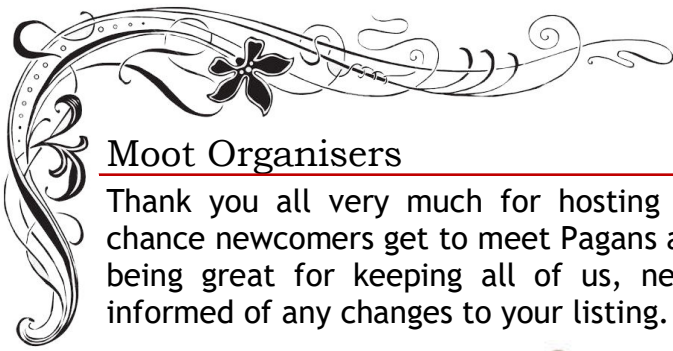 Moot Organisers
Thank you all very much for hosting
chance newcomers get to meet Pagans a
being great for keeping all of us, ne
informed of any changes to your listing.